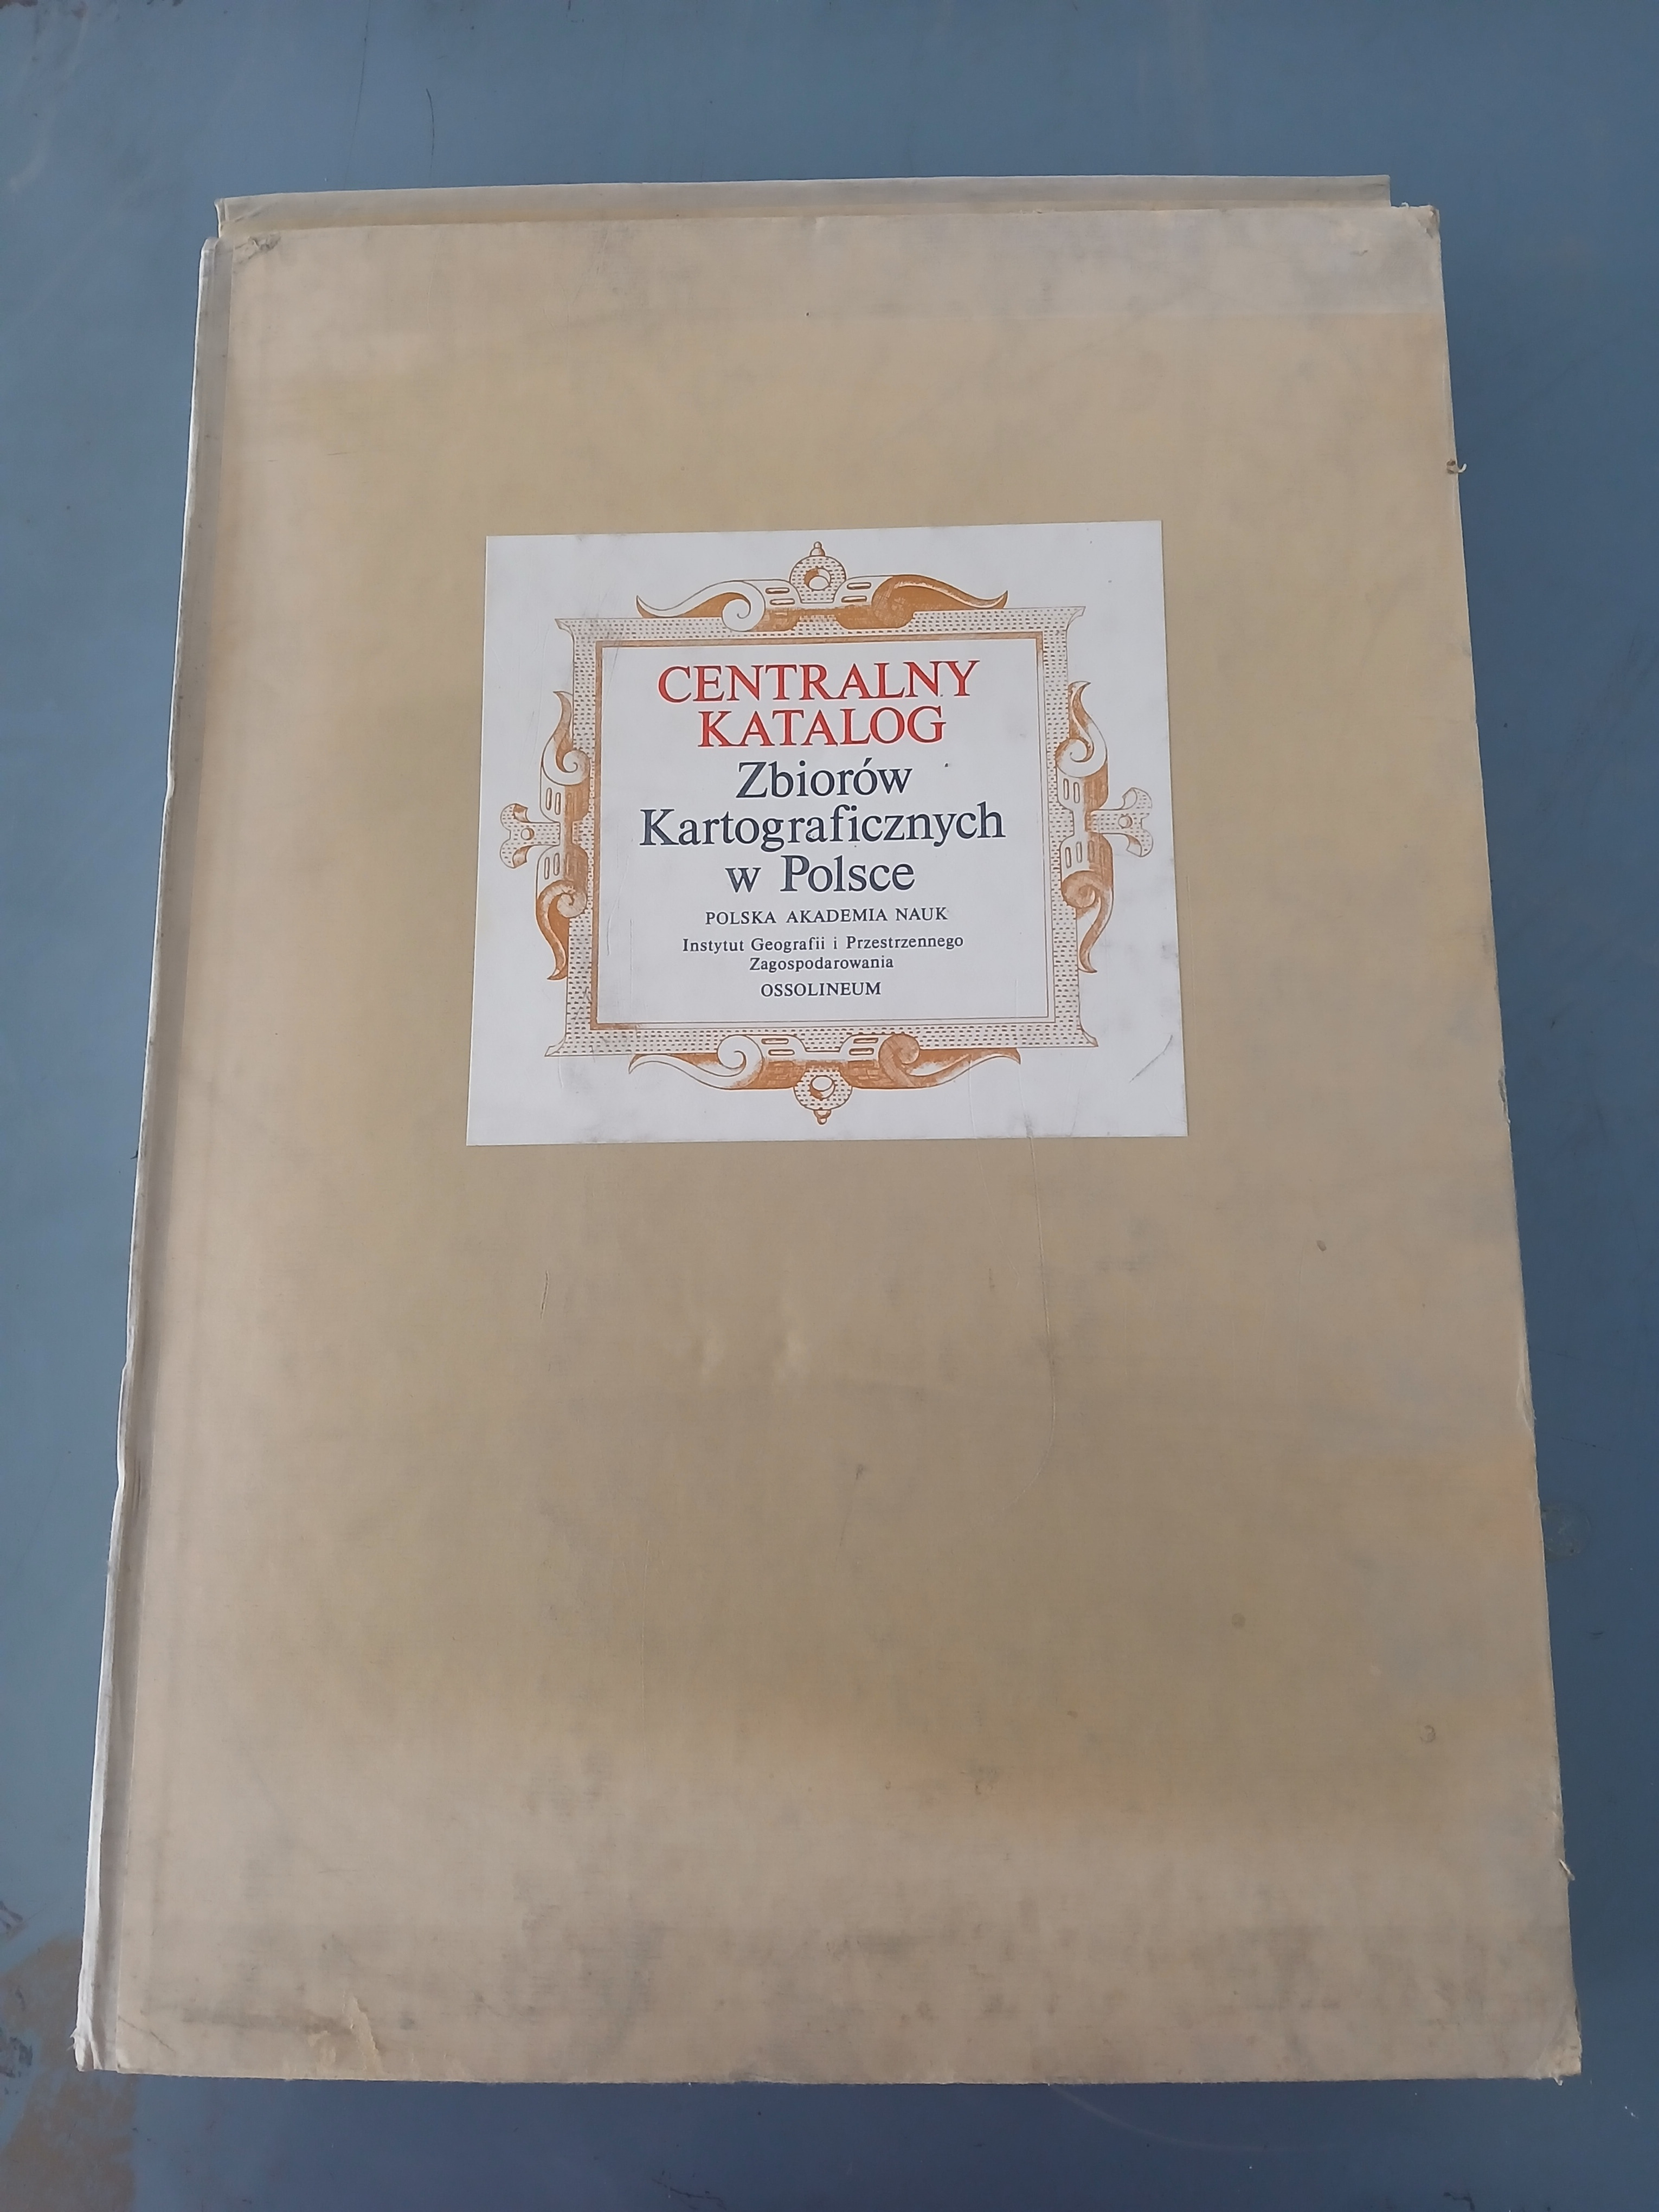 CENTRALNY
KATALOG
Zbiorów
Kartograficznych
w Polsce
POLSKA AKADEMIA NAUK
Instytut Geografii i Przestrzennego
Zagospodarowania
OSSOLINEUM